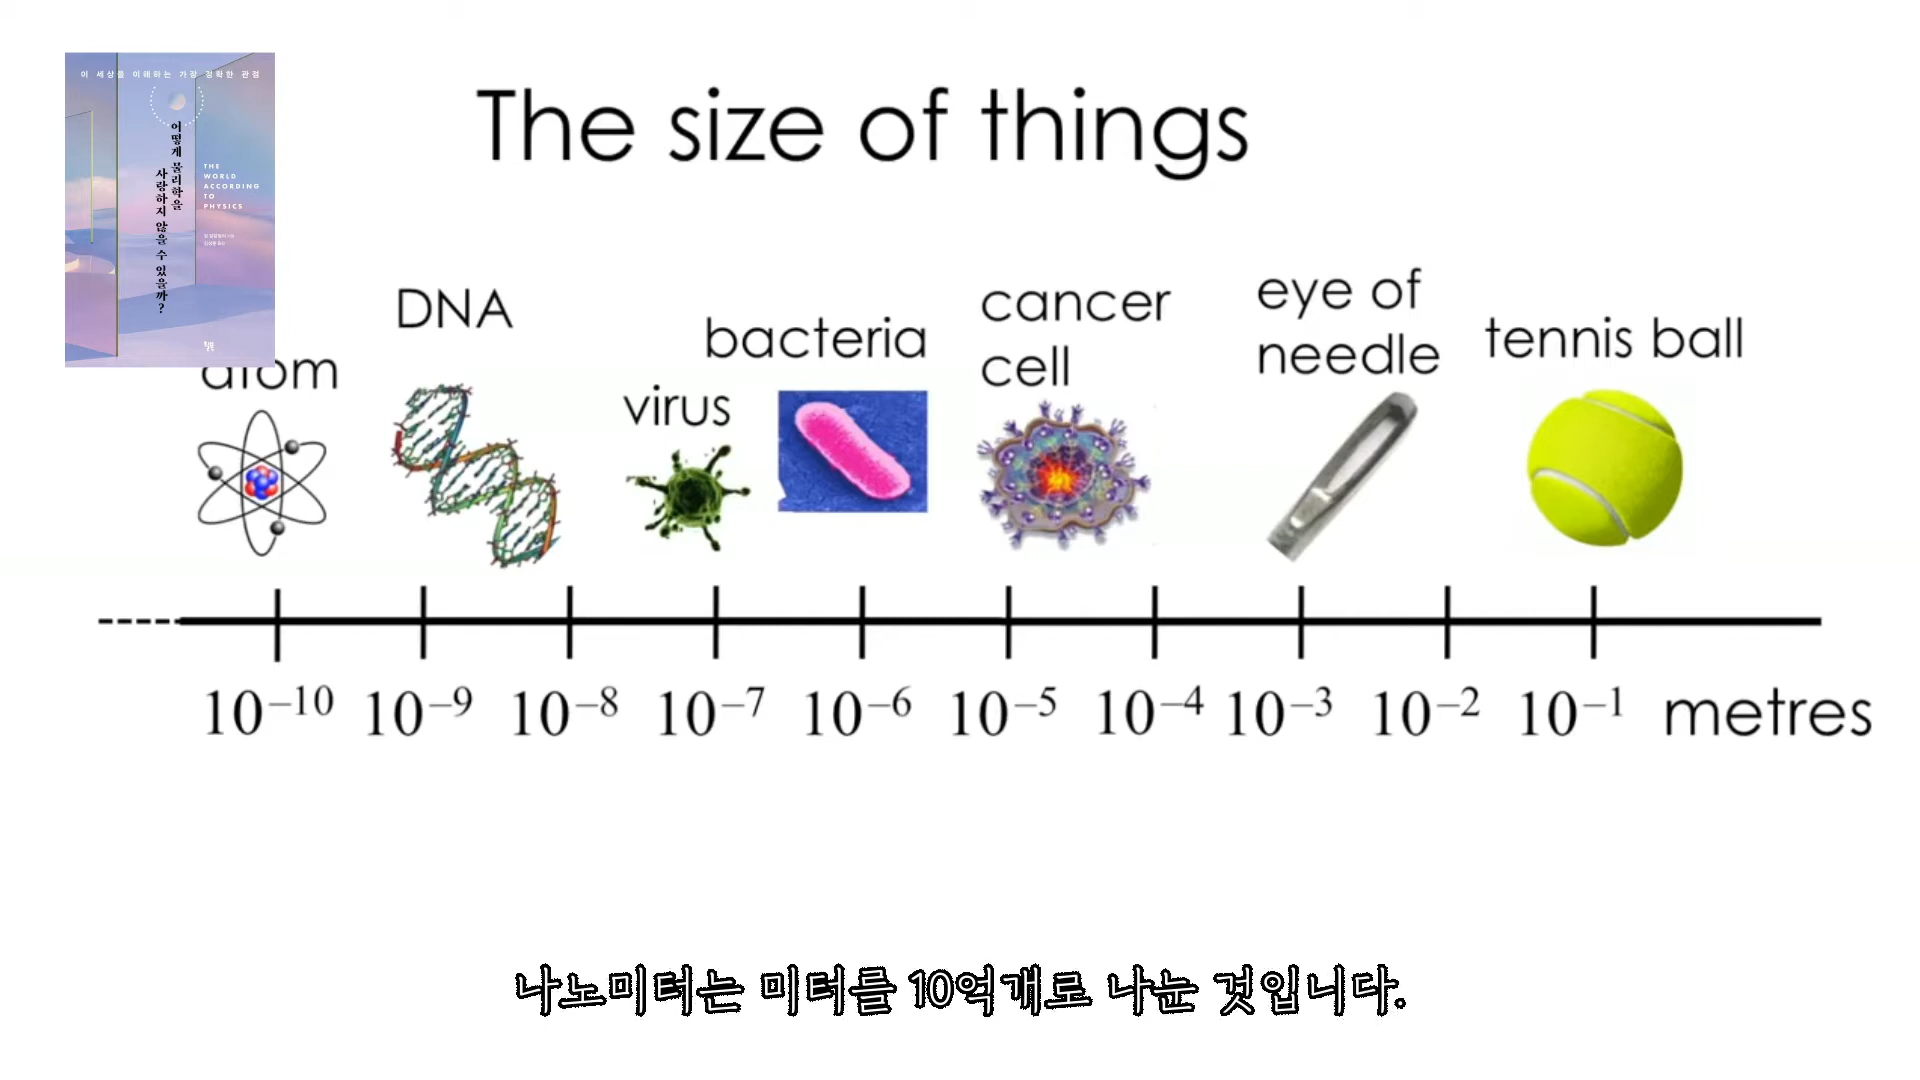 이 세상을 이해하는 가장 정확한 관점
어떻게 물리학을
사랑하지 않을 수 있을까?
THE
WORLD
ACCORDING
TO
PHYSICS
The size of things
atom
DNA
virus
bacteria
cancer
cell
eye of
needle
tennis ball
10⁻¹⁰ 10⁻⁹ 10⁻⁸ 10⁻⁷ 10⁻⁶ 10⁻⁵ 10⁻⁴ 10⁻³ 10⁻² 10⁻¹ metres
나노미터는 미터를 10억개로 나눈 것입니다.